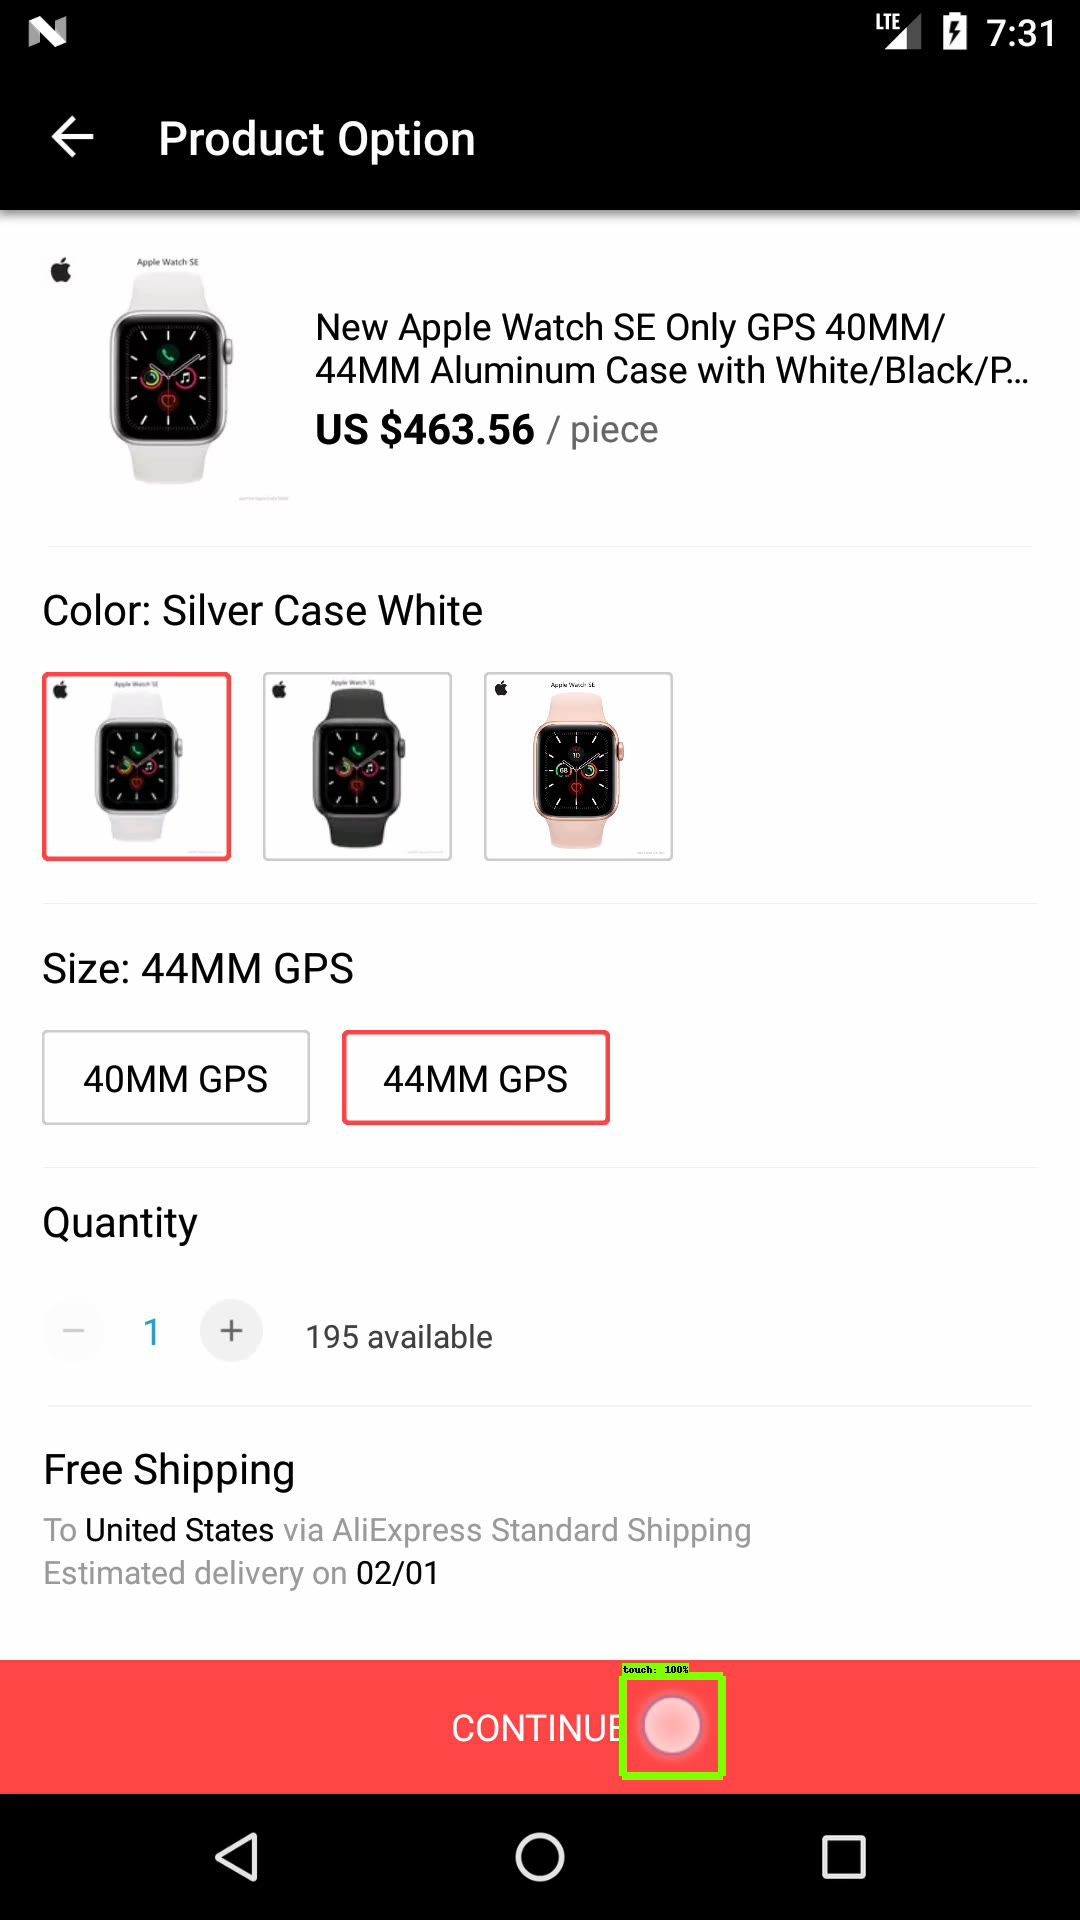 LTE 7:31
Product Option
Apple Watch SE
New Apple Watch SE Only GPS 40MM/
44MM Aluminum Case with White/Black/P...
US $463.56 / piece
Color: Silver Case White
Apple Watch SE
Apple Watch SE
Apple Watch SE
Size: 44MM GPS
40MM GPS
44MM GPS
Quantity
1
195 available
Free Shipping
To United States via AliExpress Standard Shipping
Estimated delivery on 02/01
touch: 100%
CONTINUE